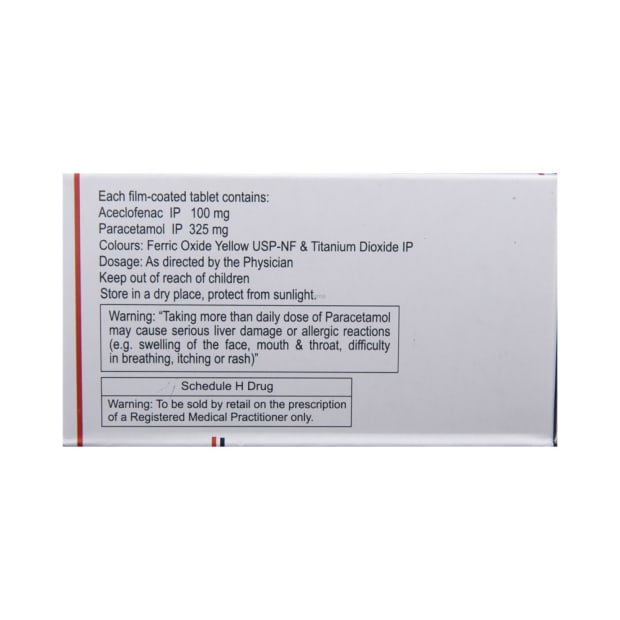 Each film-coated tablet contains:
Aceclofenac IP 100 mg
Paracetamol IP 325 mg
Colours: Ferric Oxide Yellow USP-NF & Titanium Dioxide IP
Dosage: As directed by the Physician
Keep out of reach of children
Store in a dry place, protect from sunlight.
Warning: “Taking more than daily dose of Paracetamol
may cause serious liver damage or allergic reactions
(e.g. swelling of the face, mouth & throat, difficulty
in breathing, itching or rash)”
Schedule H Drug
Warning: To be sold by retail on the prescription
of a Registered Medical Practitioner only.